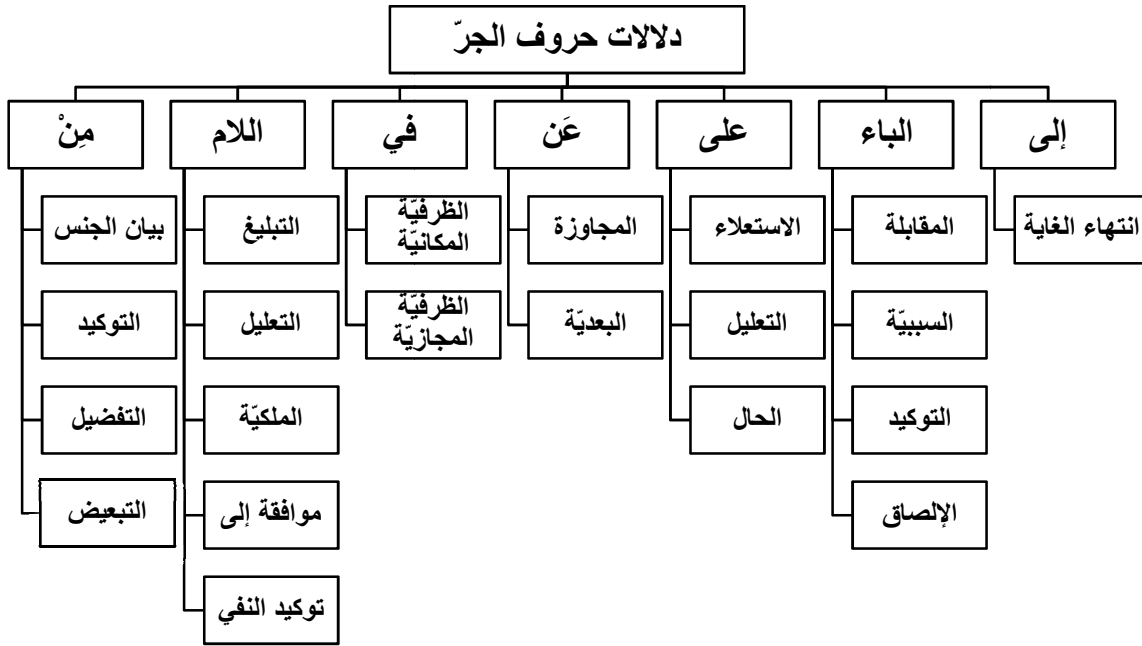 دلالات حروف الجرّ
إلى
الباء
على
عَن
في
اللام
مِنْ
انتهاء الغاية
المقابلة
الاستعلاء
المجاوزة
الظرفيّة
المكانيّة
التبليغ
بيان الجنس
السببيّة
التعليل
البعديّة
الظرفيّة
المجازيّة
التعليل
التوكيد
التوكيد
الحال
الملكيّة
التفضيل
الإلصاق
موافقة إلى
التبعيض
توكيد النفي